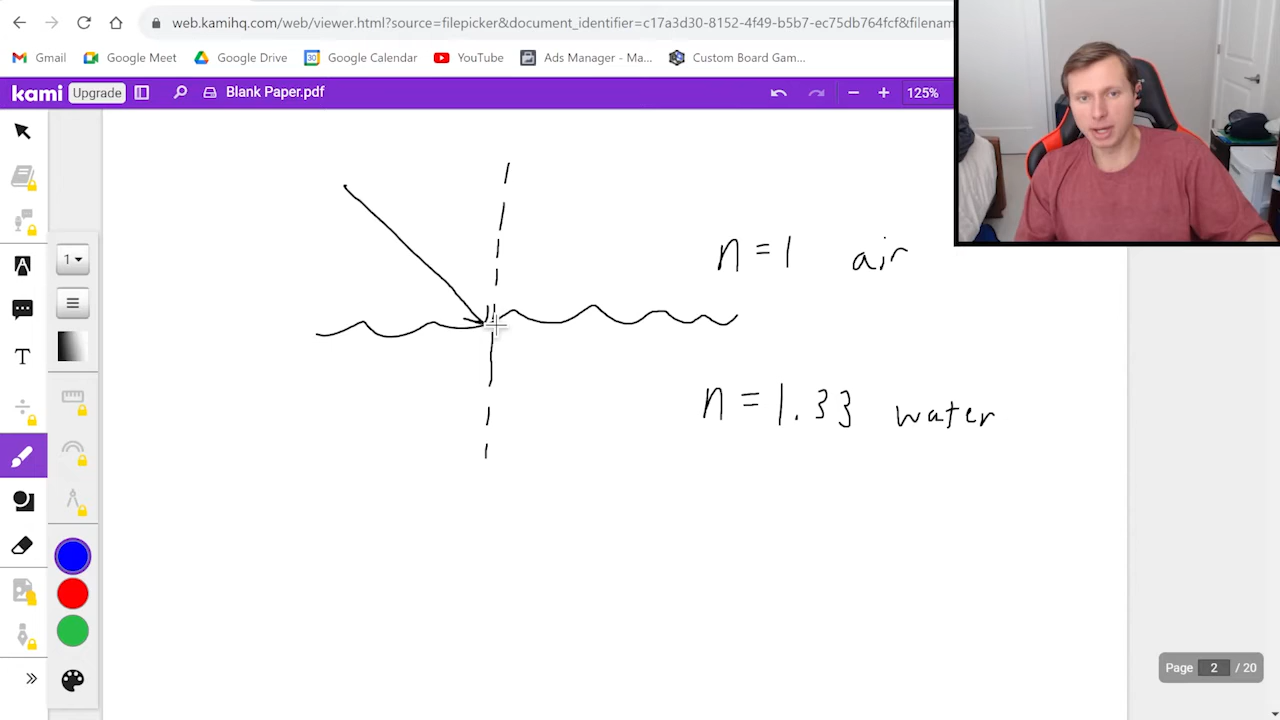 web.kamihq.com/web/viewer.html?source=filepicker&document_identifier=c17a3d30-8152-4f49-b5b7-ec75db764fcf&filenam
Gmail Google Meet Google Drive 30 Google Calendar YouTube Ads Manager - Ma... Custom Board Gam...
kami Upgrade Blank Paper.pdf 125%
A
T
1
n = 1 air
n = 1.33 water
Page 2 / 20